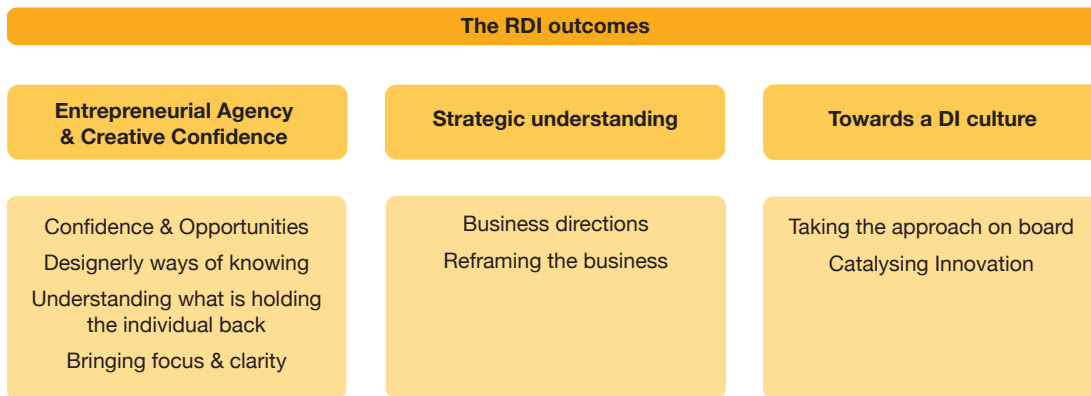 The RDI outcomes
Entrepreneurial Agency
& Creative Confidence
Confidence & Opportunities
Designerly ways of knowing
Understanding what is holding
the individual back
Bringing focus & clarity
Strategic understanding
Business directions
Reframing the business
Towards a DI culture
Taking the approach on board
Catalysing Innovation